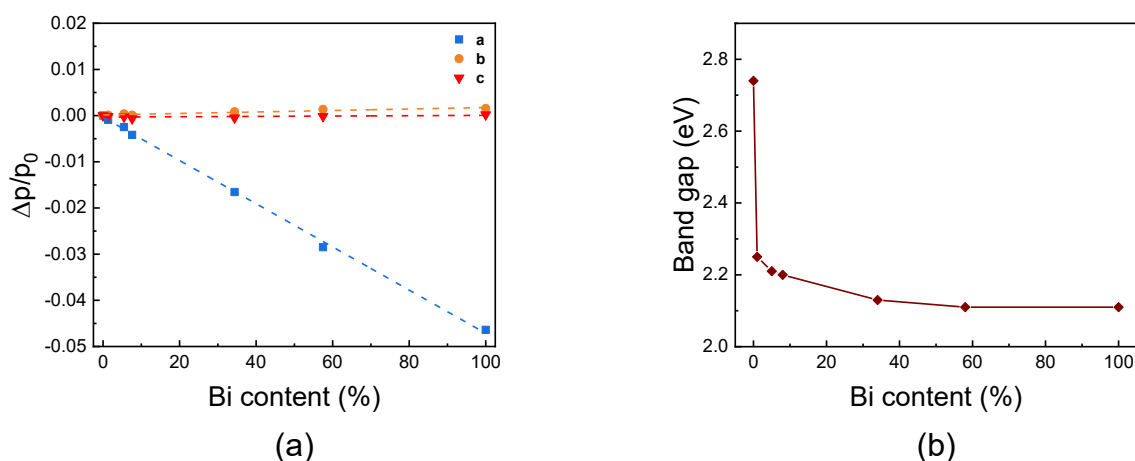 0.02
0.01
0.00
-0.01
-0.02
-0.03
-0.04
-0.05
Δp/p0
a
b
c
0 20 40 60 80 100
Bi content (%)
(a)
2.8
2.6
2.4
2.2
2.0
Band gap (eV)
0 20 40 60 80 100
Bi content (%)
(b)